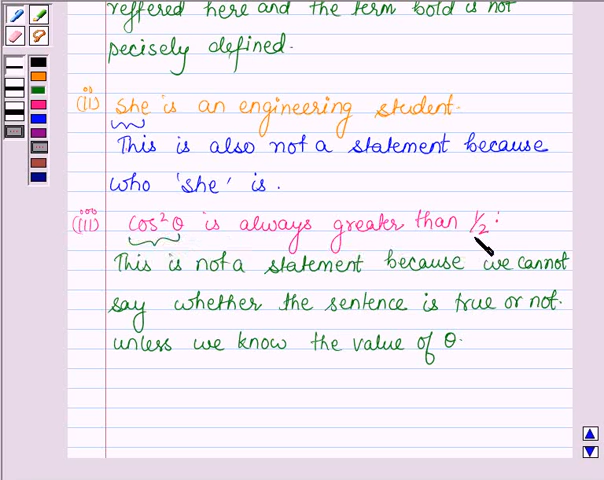 reffered here and the term bold is not
pecisely defined.
(ii) She is an engineering student.
This is also not a statement because
who 'she' is.
(iii) cos²θ is always greater than 1/2:
This is not a statement because we cannot
say whether the sentence is true or not.
unless we know the value of θ.